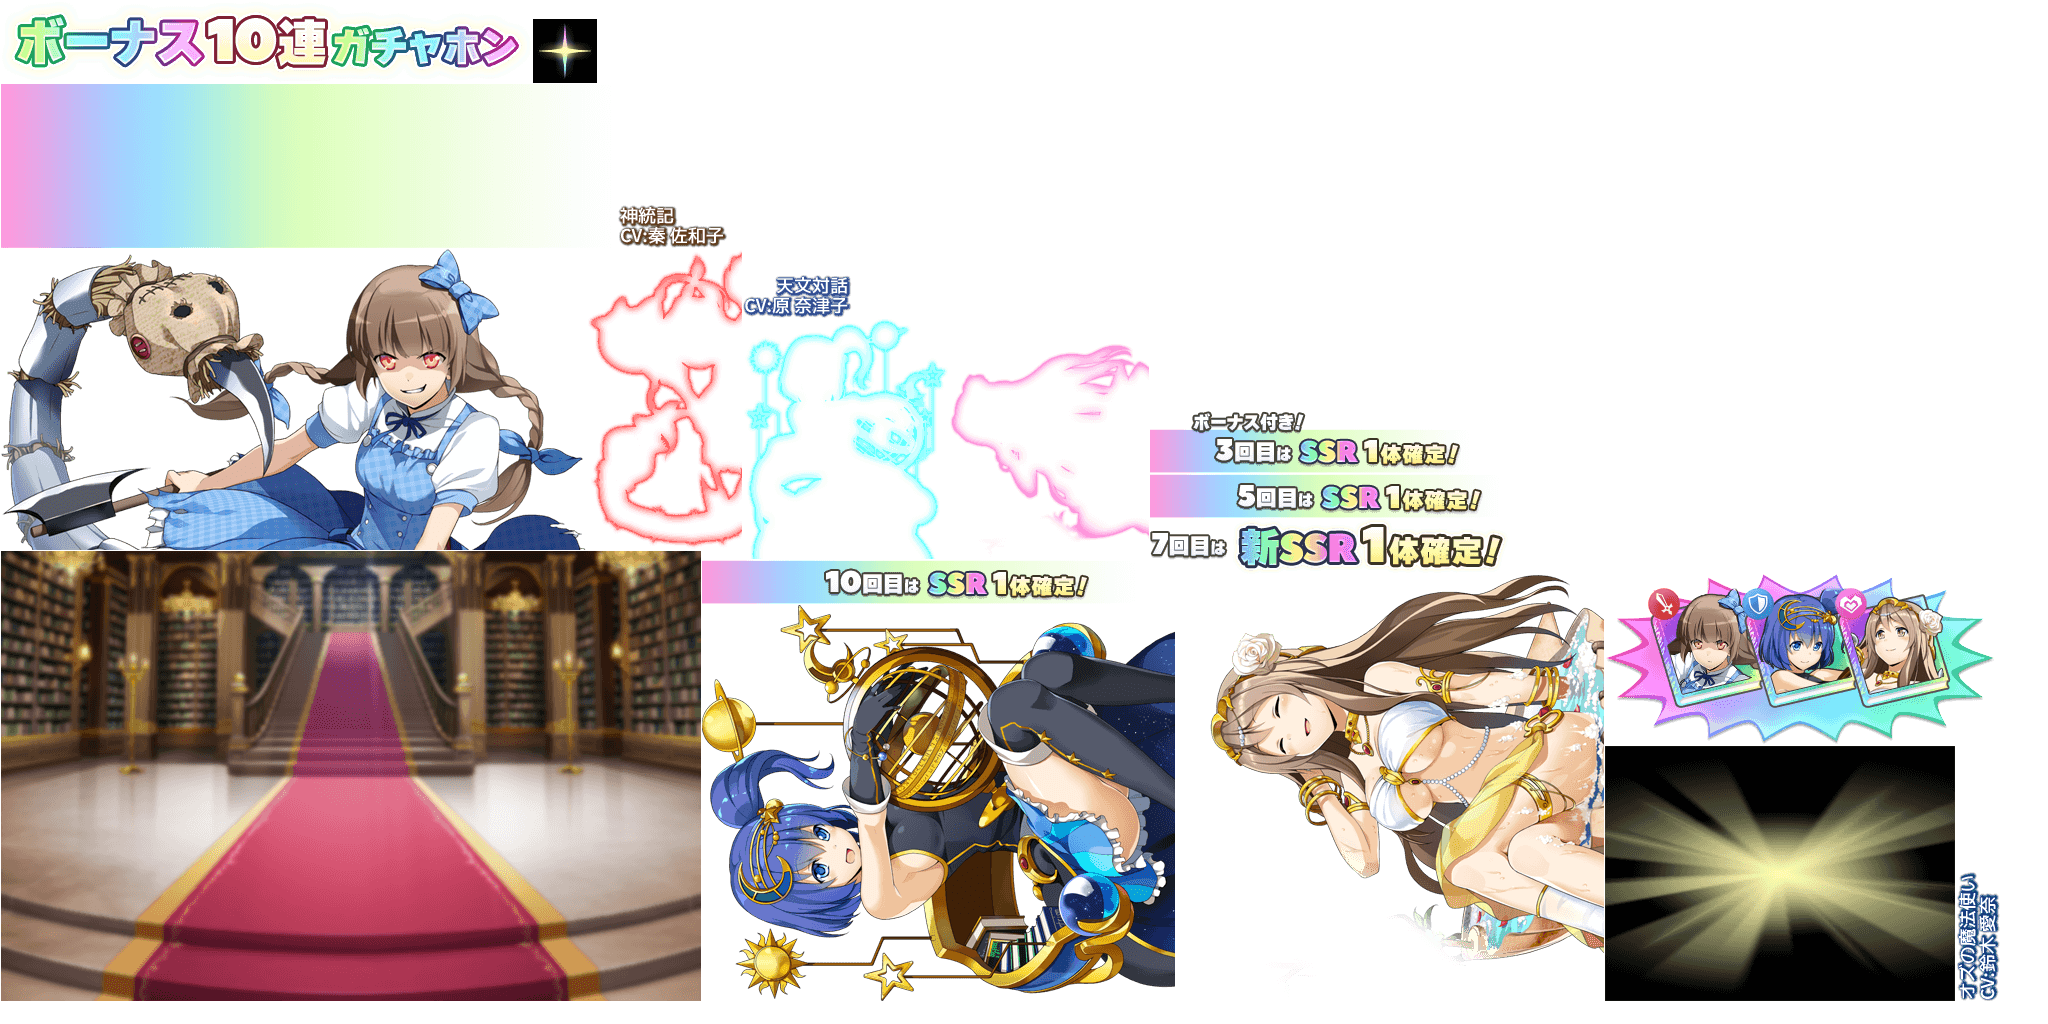 ボーナス10連ガチャホン
神統記
CV:秦 佐和子
天文対話
CV:原 奈津子
ボーナス付き!
3回目は SSR 1体確定!
5回目は SSR 1体確定!
7回目は 新SSR 1体確定!
10回目は SSR 1体確定!
オズの魔法使い
CV:鈴木愛奈